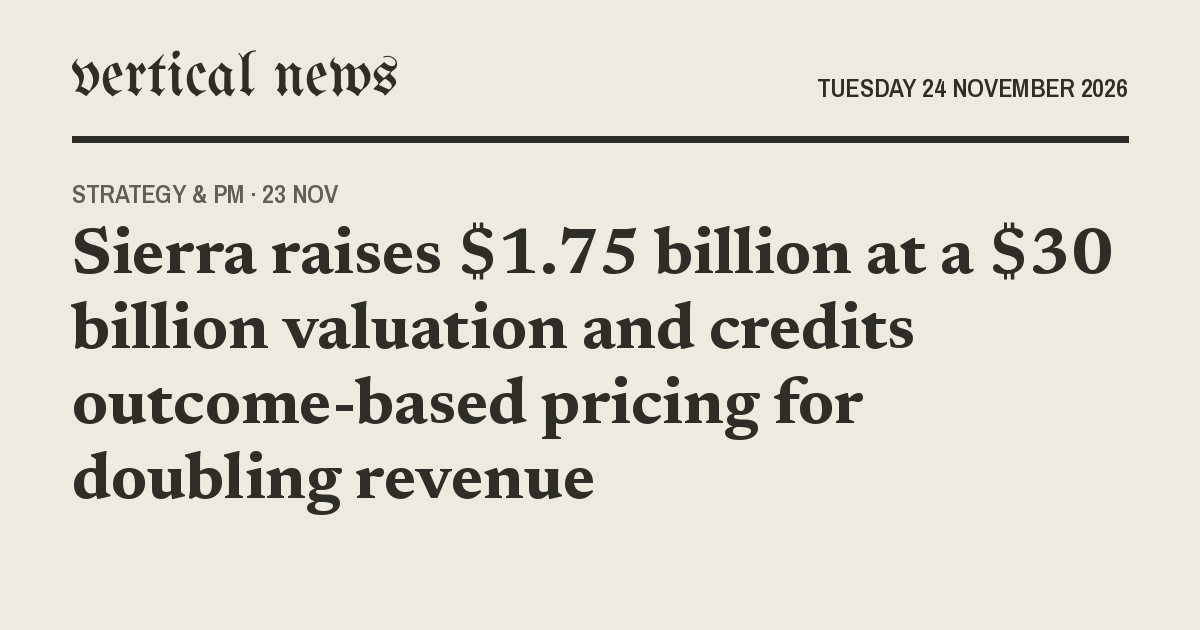 vertical news
TUESDAY 24 NOVEMBER 2026
STRATEGY & PM · 23 NOV
Sierra raises $1.75 billion at a $30
billion valuation and credits
outcome-based pricing for
doubling revenue